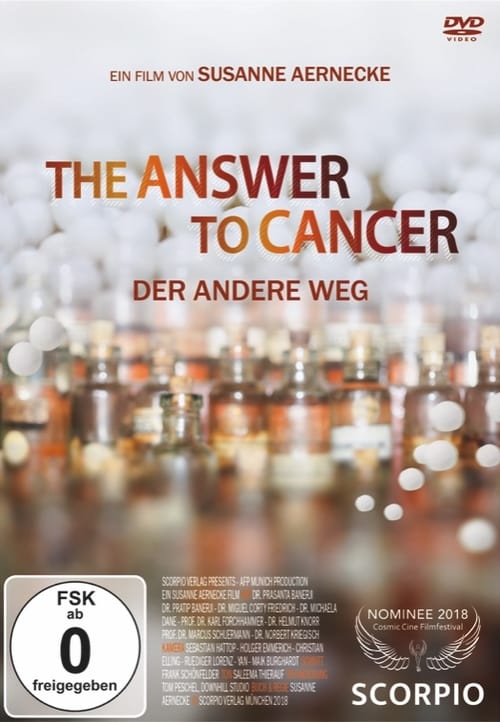 DVD
VIDEO
EIN FILM VON SUSANNE AERNECKE
THE ANSWER
TO CANCER
DER ANDERE WEG
FSK
ab
0
freigegeben
SCORPIO VERLAG PRESENTS - AFP MUNICH PRODUCTION
EIN SUSANNE AERNECKE FILM DR. PRASANTA BANERJI
DR. PRATIP BANERJI - DR. MIGUEL CORTY FRIEDRICH - DR. MICHAELA
DANE - PROF. DR. KARL FORCHHAMMER - DR. HELMUT KNORR
PROF. DR. MARCUS SCHUERMANN - DR. NORBERT KRIEGISCH
KAMERA SEBASTIAN HATTOP - HOLGER EMMERICH - CHRISTIAN
ELLING - RUEDIGER LORENZ - YAN - MAIK BURGHARDT SCHNITT
FRANK SCHÖNFELDER TON SALEEMA THIERAUF
TOM PESCHEL, DOWNHILL STUDIO BUCH & REGIE SUSANNE
AERNECKE © SCORPIO VERLAG MÜNCHEN 2018
NOMINEE 2018
Cosmic Cine Filmfestival
SCORPIO